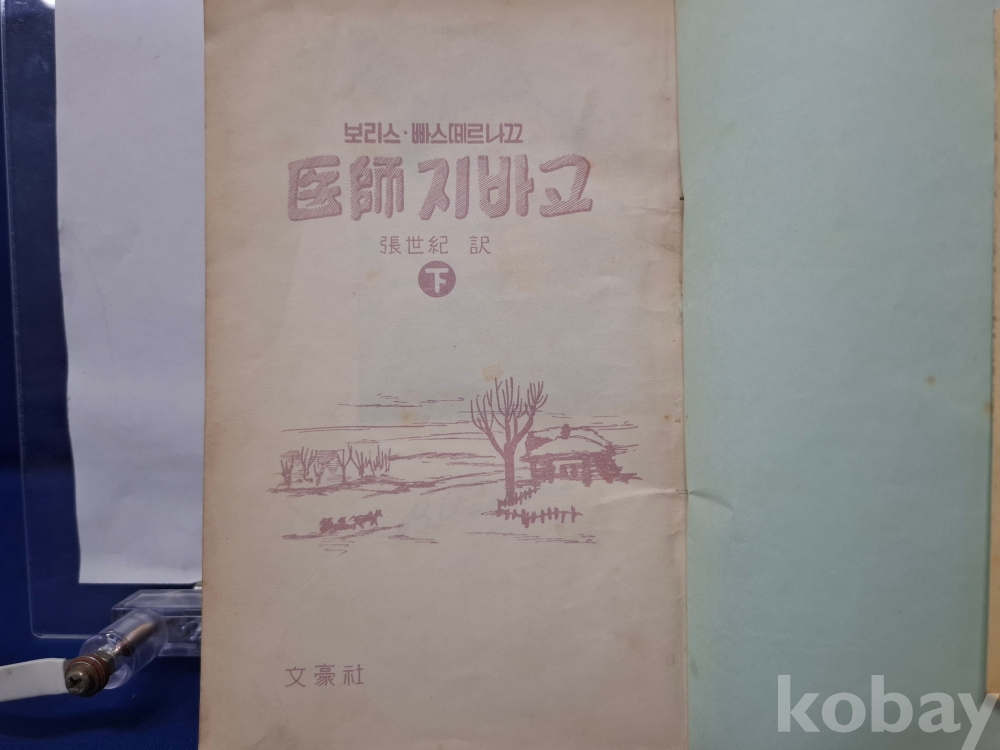 보리스·빠스떼르나끄
医師 지바고
張世紀 訳
下
文豪社
kobay